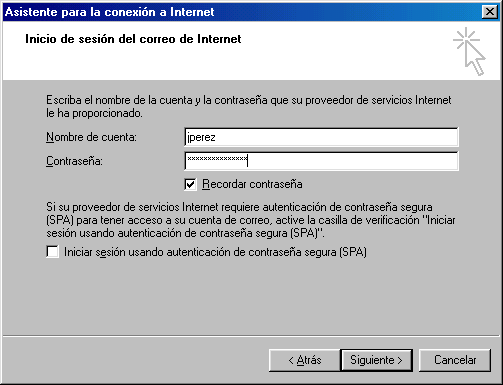 Asistente para la conexión a Internet
Inicio de sesión del correo de Internet
Escriba el nombre de la cuenta y la contraseña que su proveedor de servicios Internet
le ha proporcionado.
Nombre de cuenta: jperez
Contraseña: xxxxxxxxxxxxxxx
Recordar contraseña
Si su proveedor de servicios Internet requiere autenticación de contraseña segura
(SPA) para tener acceso a su cuenta de correo, active la casilla de verificación "Iniciar
sesión usando autenticación de contraseña segura (SPA)".
Iniciar sesión usando autenticación de contraseña segura (SPA)
< Atrás Siguiente > Cancelar